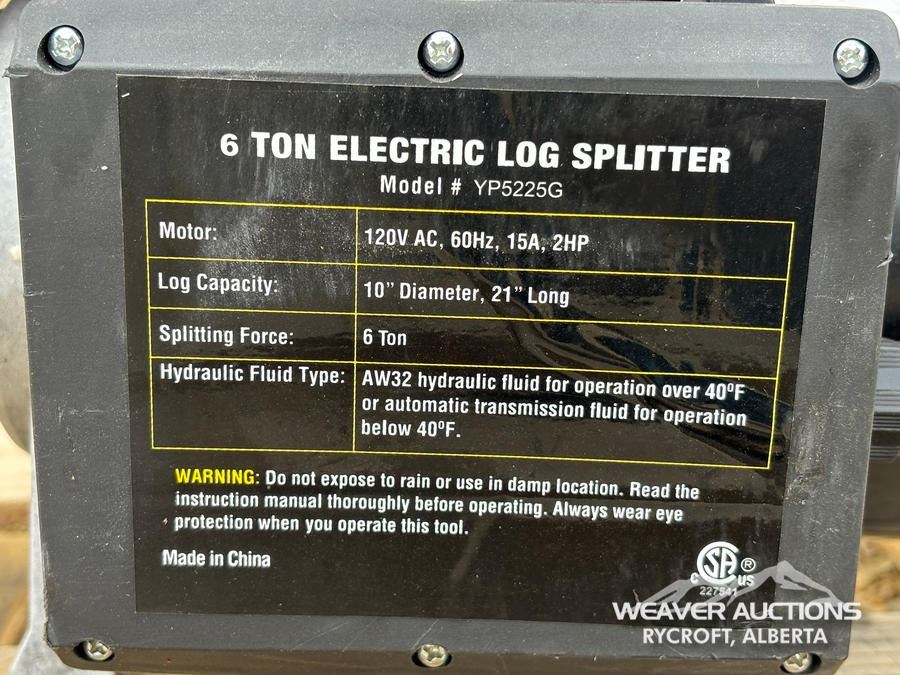 6 TON ELECTRIC LOG SPLITTER
Model # YP5225G
Motor: 120V AC, 60Hz, 15A, 2HP
Log Capacity: 10” Diameter, 21” Long
Splitting Force: 6 Ton
Hydraulic Fluid Type: AW32 hydraulic fluid for operation over 40ºF
or automatic transmission fluid for operation
below 40ºF.
WARNING: Do not expose to rain or use in damp location. Read the
instruction manual thoroughly before operating. Always wear eye
protection when you operate this tool.
Made in China
C SA ® US
227541
WEAVER AUCTIONS
RYCROFT, ALBERTA